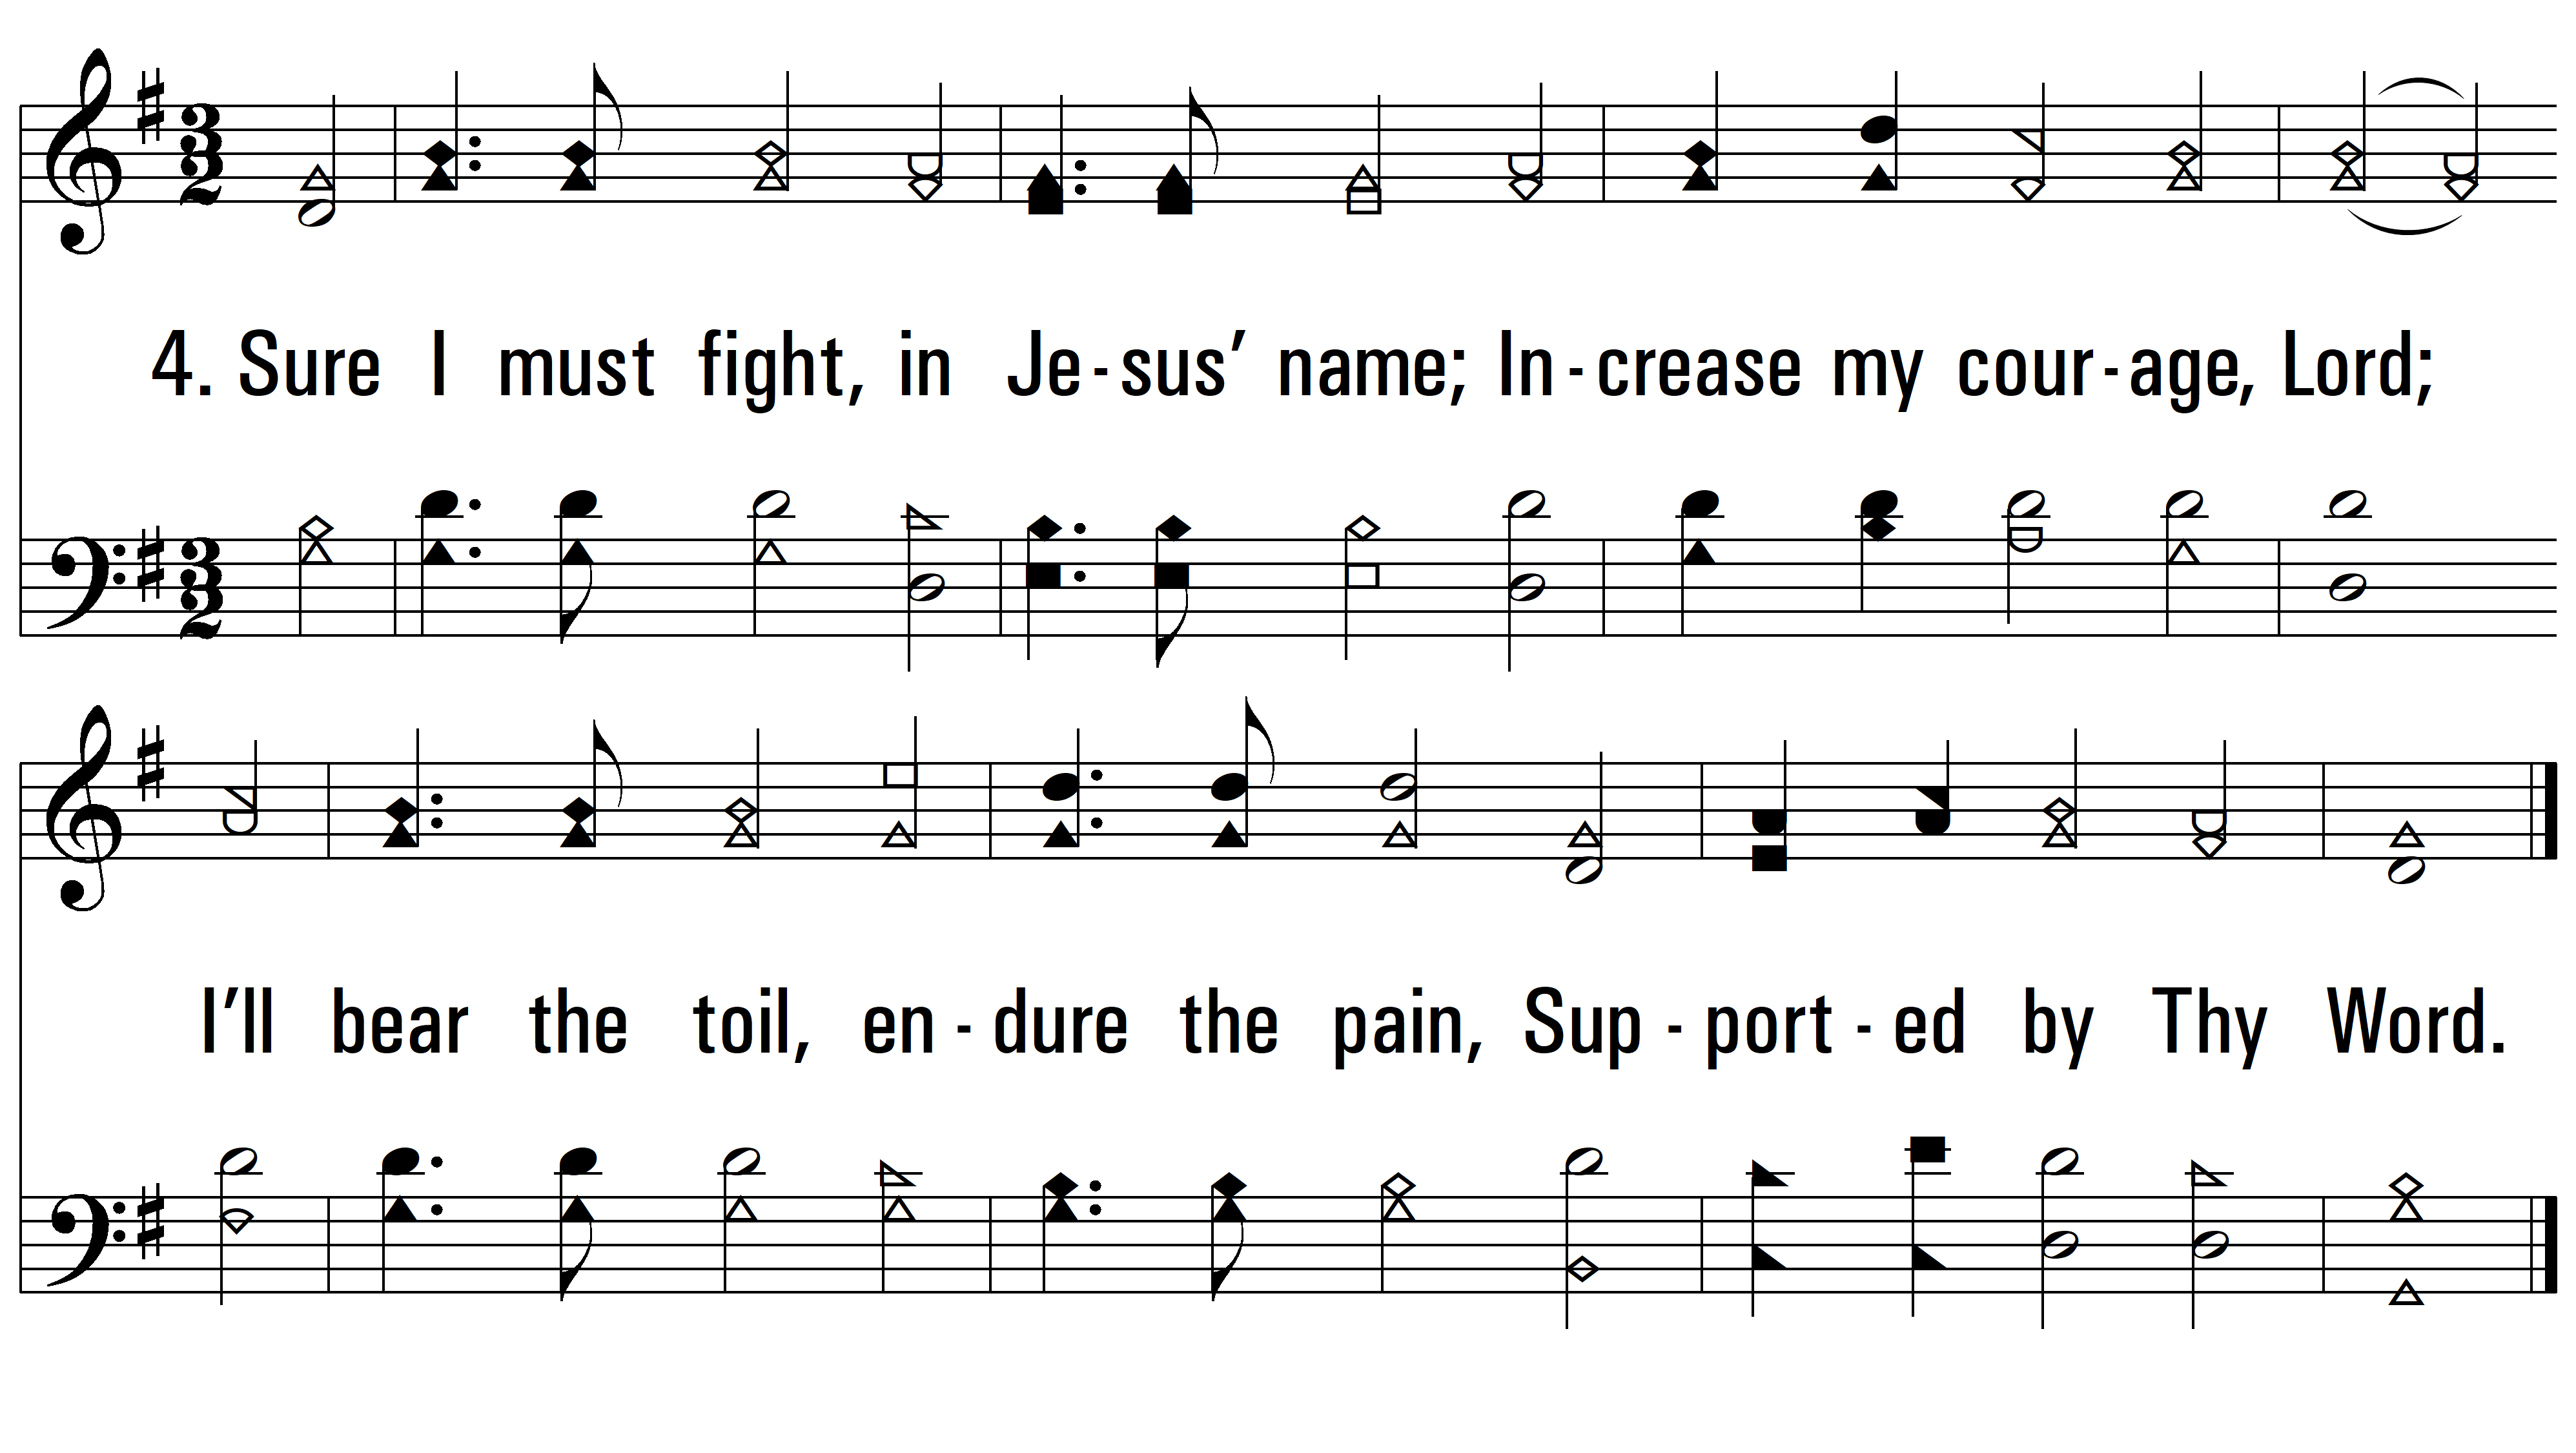 4. Sure I must fight, in Je-sus’ name; In-crease my cour-age, Lord;
I’ll bear the toil, en-dure the pain, Sup-port-ed by Thy Word.